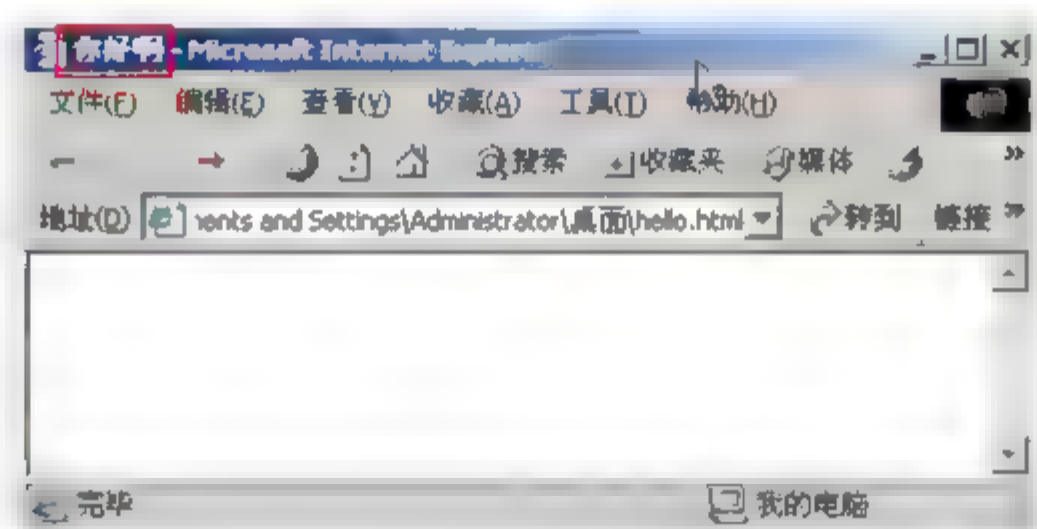 你好啊 - Microsoft Internet Explorer
文件(F) 编辑(E) 查看(V) 收藏(A) 工具(T) 帮助(H)
搜索 收藏夹 媒体 »
地址(D) ments and Settings\Administrator\桌面\hello.html 转到 链接 »
完毕 我的电脑